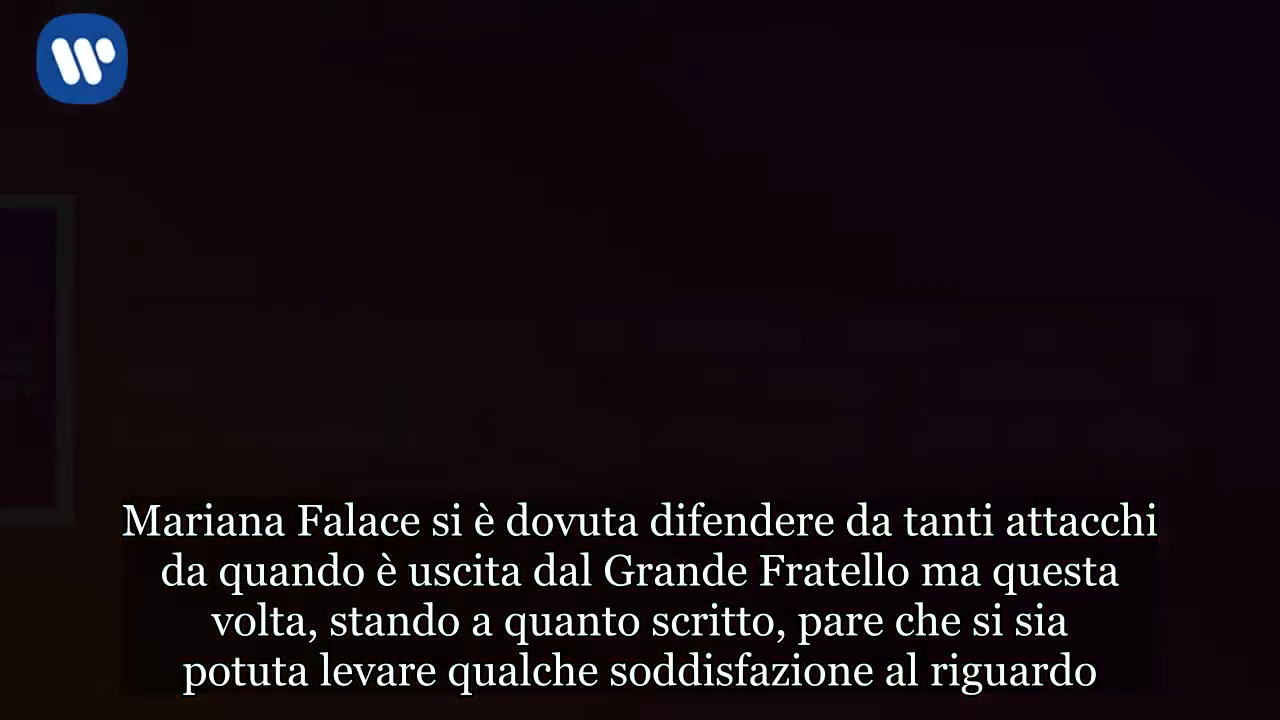 Mariana Falace si è dovuta difendere da tanti attacchi
da quando è uscita dal Grande Fratello ma questa
volta, stando a quanto scritto, pare che si sia
potuta levare qualche soddisfazione al riguardo